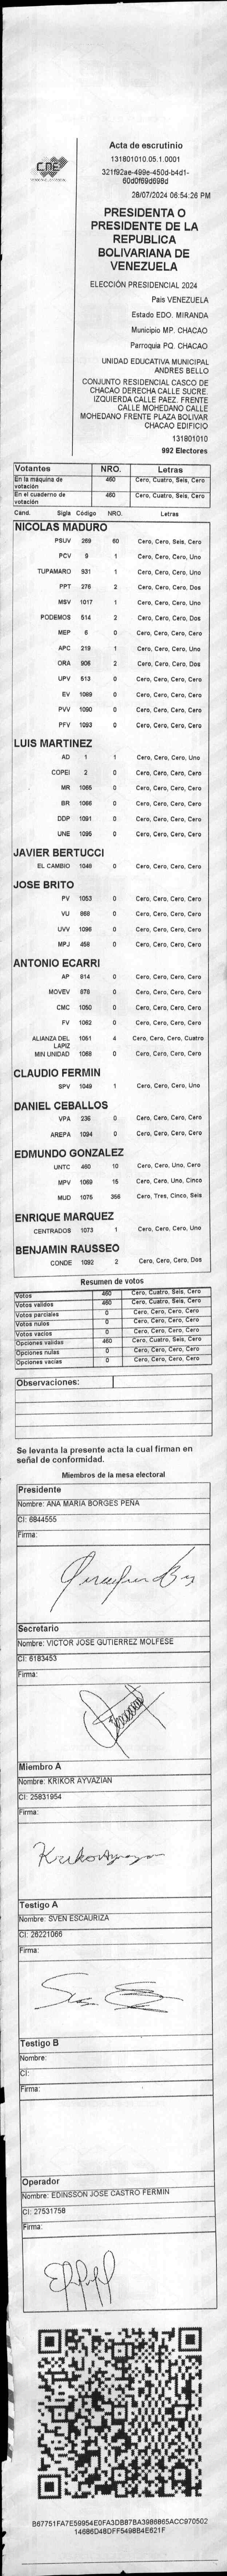 CNE
Acta de escrutinio
131801010.05.1.0001
321f92ae-499e-450d-b4d1-
60d0f69d698d
28/07/2024 06:54:26 PM
PRESIDENTA O
PRESIDENTE DE LA
REPUBLICA
BOLIVARIANA DE
VENEZUELA
ELECCIÓN PRESIDENCIAL 2024
País VENEZUELA
Estado EDO. MIRANDA
Municipio MP. CHACAO
Parroquia PQ. CHACAO
UNIDAD EDUCATIVA MUNICIPAL
ANDRES BELLO
CONJUNTO RESIDENCIAL CASCO DE
CHACAO DERECHA CALLE SUCRE.
IZQUIERDA CALLE PAEZ. FRENTE
CALLE MOHEDANO CALLE
MOHEDANO FRENTE PLAZA BOLIVAR
CHACAO EDIFICIO
131801010
992 Electores
Votantes NRO. Letras
En la máquina de votación 460 Cero, Cuatro, Seis, Cero
En el cuaderno de votación 460 Cero, Cuatro, Seis, Cero
Cand. Sigla Código NRO. Letras
NICOLAS MADURO
PSUV 269 60 Cero, Cero, Seis, Cero
PCV 9 1 Cero, Cero, Cero, Uno
TUPAMARO 931 1 Cero, Cero, Cero, Uno
PPT 276 2 Cero, Cero, Cero, Dos
MSV 1017 1 Cero, Cero, Cero, Uno
PODEMOS 514 2 Cero, Cero, Cero, Dos
MEP 6 0 Cero, Cero, Cero, Cero
APC 219 1 Cero, Cero, Cero, Uno
ORA 906 2 Cero, Cero, Cero, Dos
UPV 613 0 Cero, Cero, Cero, Cero
EV 1089 0 Cero, Cero, Cero, Cero
PVV 1090 0 Cero, Cero, Cero, Cero
PFV 1093 0 Cero, Cero, Cero, Cero
LUIS MARTINEZ
AD 1 1 Cero, Cero, Cero, Uno
COPEI 2 0 Cero, Cero, Cero, Cero
MR 1065 0 Cero, Cero, Cero, Cero
BR 1066 0 Cero, Cero, Cero, Cero
DDP 1091 0 Cero, Cero, Cero, Cero
UNE 1095 0 Cero, Cero, Cero, Cero
JAVIER BERTUCCI
EL CAMBIO 1048 0 Cero, Cero, Cero, Cero
JOSE BRITO
PV 1053 0 Cero, Cero, Cero, Cero
VU 868 0 Cero, Cero, Cero, Cero
UVV 1096 0 Cero, Cero, Cero, Cero
MPJ 458 0 Cero, Cero, Cero, Cero
ANTONIO ECARRI
AP 814 0 Cero, Cero, Cero, Cero
MOVEV 878 0 Cero, Cero, Cero, Cero
CMC 1050 0 Cero, Cero, Cero, Cero
FV 1062 0 Cero, Cero, Cero, Cero
ALIANZA DEL LAPIZ 1051 4 Cero, Cero, Cero, Cuatro
MIN UNIDAD 1068 0 Cero, Cero, Cero, Cero
CLAUDIO FERMIN
SPV 1049 1 Cero, Cero, Cero, Uno
DANIEL CEBALLOS
VPA 236 0 Cero, Cero, Cero, Cero
AREPA 1094 0 Cero, Cero, Cero, Cero
EDMUNDO GONZALEZ
UNTC 460 10 Cero, Cero, Uno, Cero
MPV 1069 15 Cero, Cero, Uno, Cinco
MUD 1076 356 Cero, Tres, Cinco, Seis
ENRIQUE MARQUEZ
CENTRADOS 1073 1 Cero, Cero, Cero, Uno
BENJAMIN RAUSSEO
CONDE 1092 2 Cero, Cero, Cero, Dos
Resumen de votos
Votos 460 Cero, Cuatro, Seis, Cero
Votos validos 460 Cero, Cuatro, Seis, Cero
Votos parciales 0 Cero, Cero, Cero, Cero
Votos nulos 0 Cero, Cero, Cero, Cero
Votos vacíos 0 Cero, Cero, Cero, Cero
Opciones validas 460 Cero, Cuatro, Seis, Cero
Opciones nulas 0 Cero, Cero, Cero, Cero
Opciones vacias 0 Cero, Cero, Cero, Cero
Observaciones:
Se levanta la presente acta la cual firman en
señal de conformidad.
Miembros de la mesa electoral
Presidente
Nombre: ANA MARIA BORGES PEÑA
CI: 6844555
Firma:
Secretario
Nombre: VICTOR JOSE GUTIERREZ MOLFESE
CI: 6183453
Firma:
Miembro A
Nombre: KRIKOR AYVAZIAN
CI: 25831954
Firma:
Testigo A
Nombre: SVEN ESCAURIZA
CI: 26221066
Firma:
Testigo B
Nombre:
CI:
Firma:
Operador
Nombre: EDINSSON JOSE CASTRO FERMIN
CI: 27531758
Firma:
B67751FA7E59954E0FA3DB87BA3986865ACC970502
14686D48DFF5498B4E621F